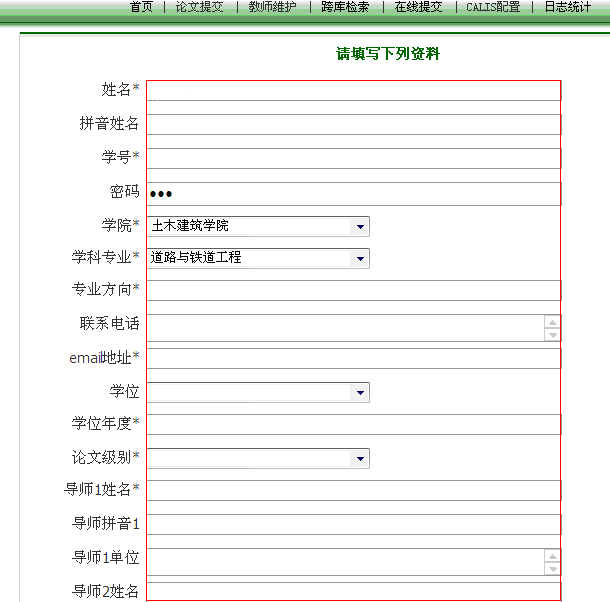 首页 | 论文提交 | 教师维护 | 跨库检索 | 在线提交 | CALIS配置 | 日志统计
请填写下列资料
姓名*
拼音姓名
学号*
密码 •••
学院* 土木建筑学院
学科专业* 道路与铁道工程
专业方向*
联系电话
email地址*
学位
学位年度*
论文级别*
导师1姓名*
导师拼音1
导师1单位
导师2姓名